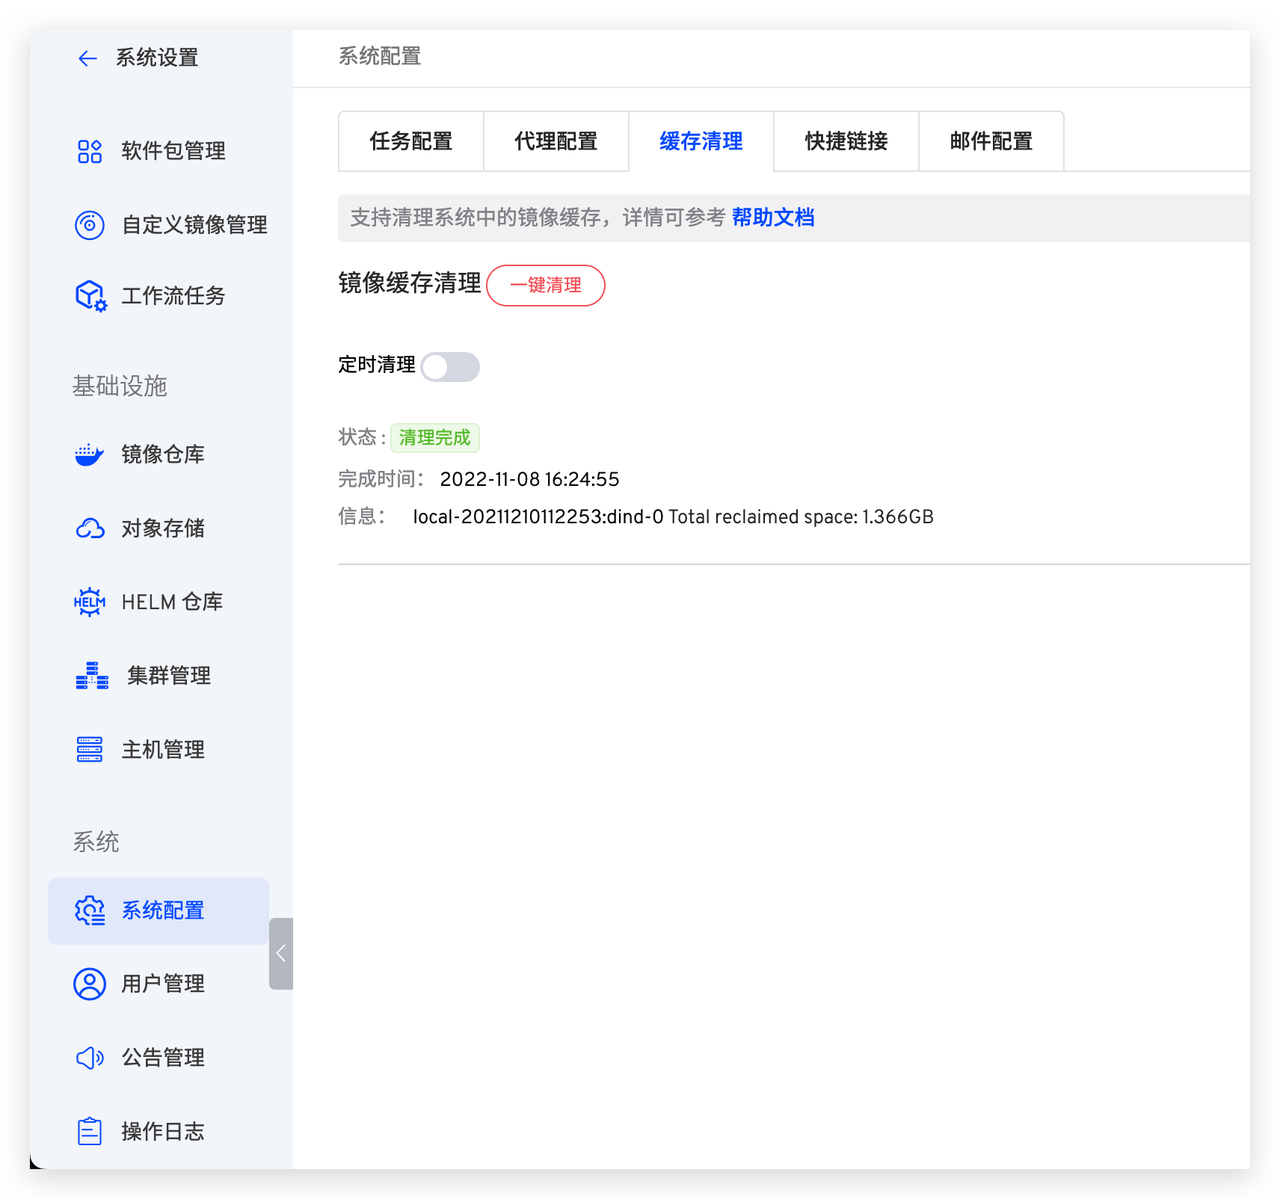 系统设置
软件包管理
自定义镜像管理
工作流任务
基础设施
镜像仓库
对象存储
HELM HELM 仓库
集群管理
主机管理
系统
系统配置
用户管理
公告管理
操作日志
系统配置
任务配置 代理配置 缓存清理 快捷链接 邮件配置
支持清理系统中的镜像缓存，详情可参考 帮助文档
镜像缓存清理 一键清理
定时清理
状态 : 清理完成
完成时间： 2022-11-08 16:24:55
信息： local-20211210112253:dind-0 Total reclaimed space: 1.366GB